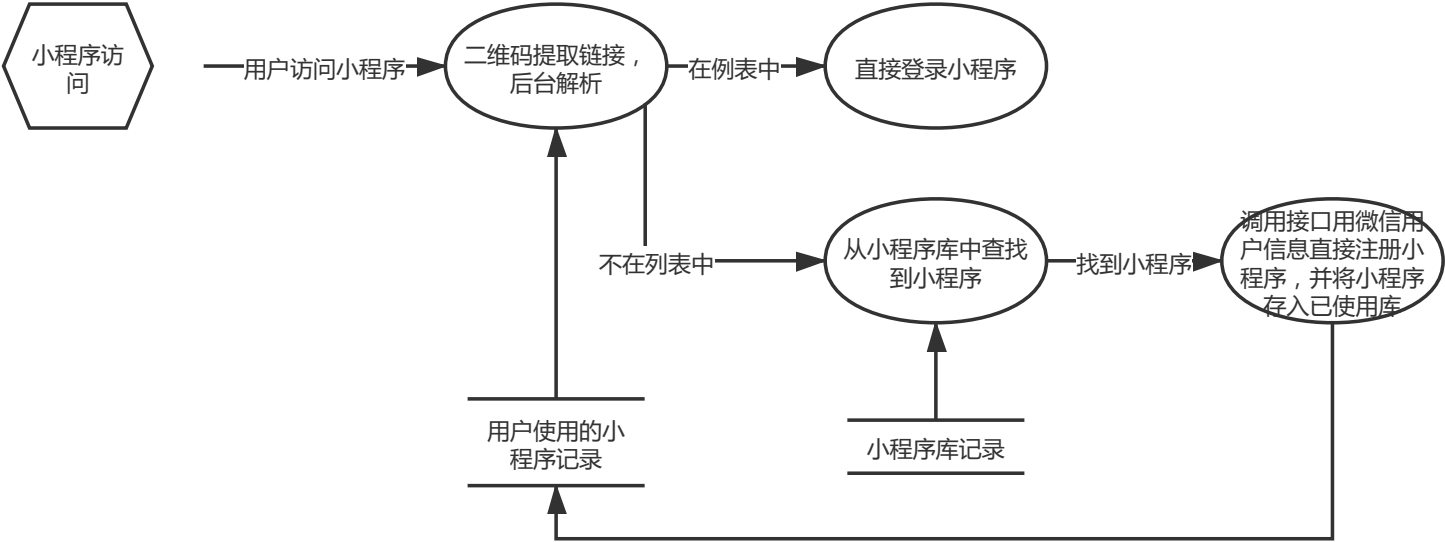 小程序访
问
用户访问小程序
二维码提取链接，
后台解析
在例表中
直接登录小程序
不在列表中
从小程序库中查找
到小程序
找到小程序
调用接口用微信用
户信息直接注册小
程序，并将小程序
存入已使用库
用户使用的小
程序记录
小程序库记录